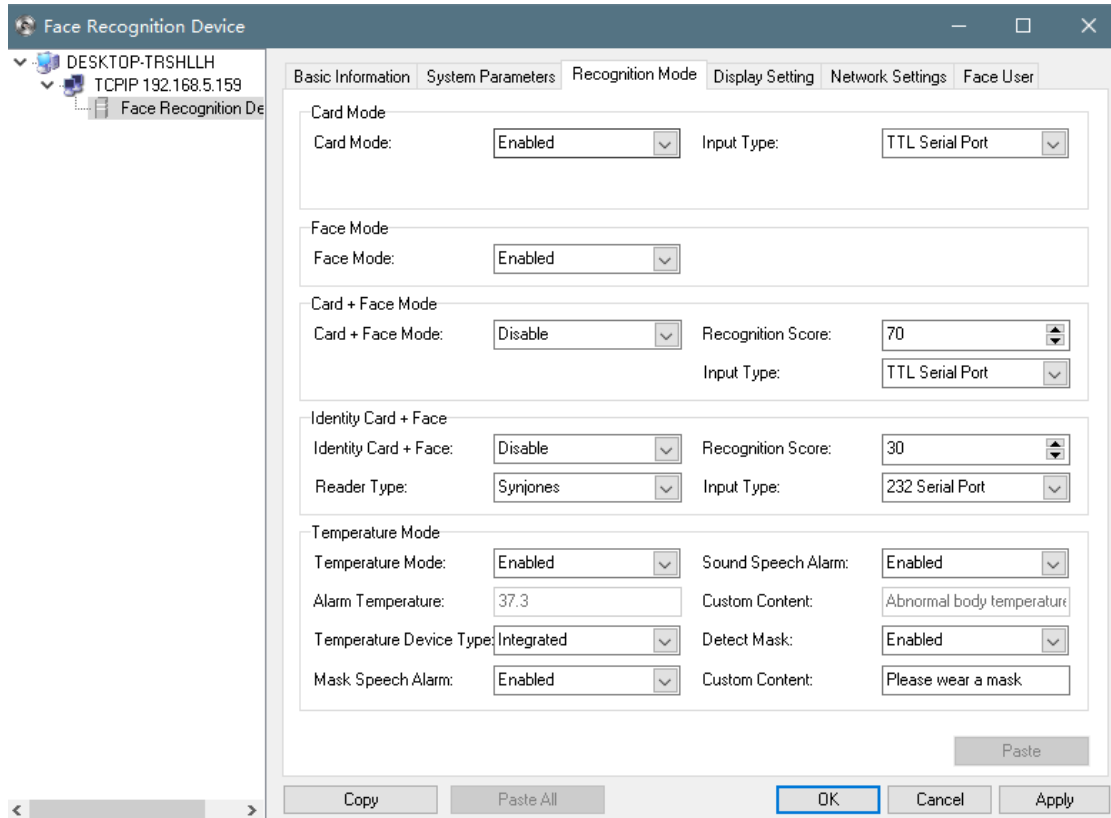 Face Recognition Device
DESKTOP-TRSHLLH
TCPIP 192.168.5.159
Face Recognition De
Basic Information System Parameters Recognition Mode Display Setting Network Settings Face User
Card Mode
Card Mode: Enabled Input Type: TTL Serial Port
Face Mode
Face Mode: Enabled
Card + Face Mode
Card + Face Mode: Disable Recognition Score: 70
Input Type: TTL Serial Port
Identity Card + Face
Identity Card + Face: Disable Recognition Score: 30
Reader Type: Synjones Input Type: 232 Serial Port
Temperature Mode
Temperature Mode: Enabled Sound Speech Alarm: Enabled
Alarm Temperature: 37.3 Custom Content: Abnormal body temperature
Temperature Device Type: Integrated Detect Mask: Enabled
Mask Speech Alarm: Enabled Custom Content: Please wear a mask
Paste
Copy Paste All OK Cancel Apply